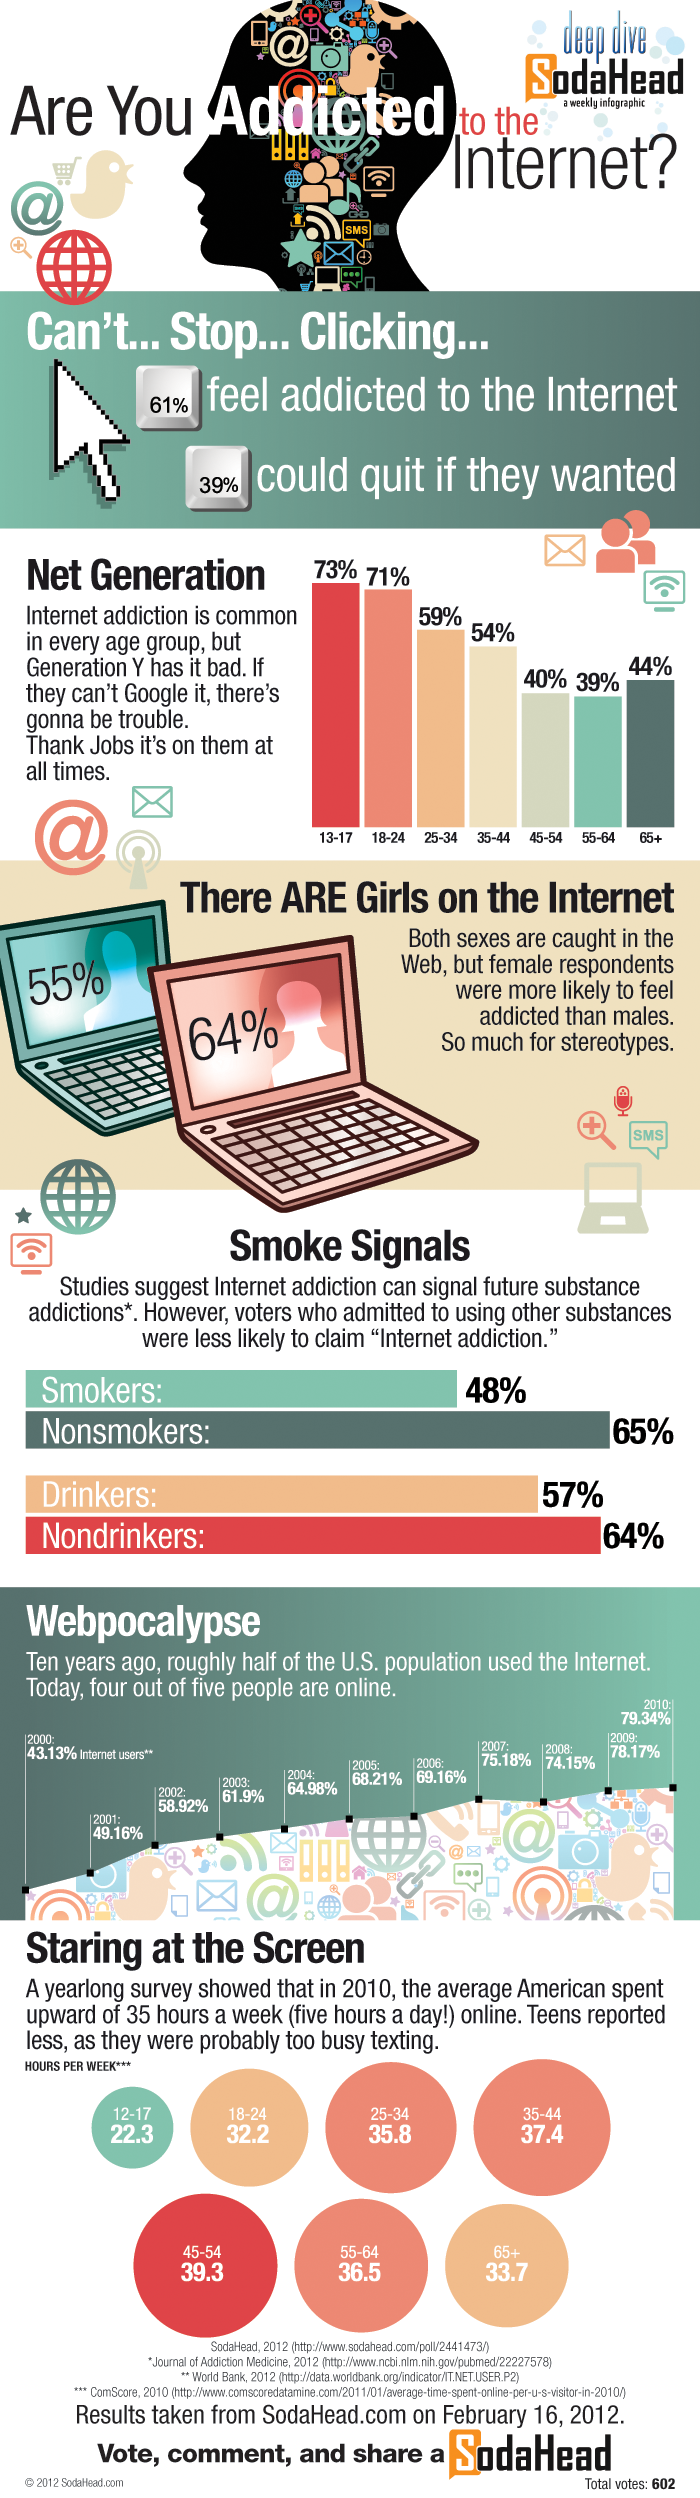 deep dive
SodaHead
a weekly infographic
Are You Addicted to the
Internet?
@
SMS
@
Can't... Stop... Clicking...
61% feel addicted to the Internet
39% could quit if they wanted
Net Generation
Internet addiction is common
in every age group, but
Generation Y has it bad. If
they can't Google it, there's
gonna be trouble.
Thank Jobs it's on them at
all times.
73% 71% 59% 54% 40% 39% 44%
13-17 18-24 25-34 35-44 45-54 55-64 65+
@
There ARE Girls on the Internet
Both sexes are caught in the
Web, but female respondents
were more likely to feel
addicted than males.
So much for stereotypes.
55%
64%
SMS
Smoke Signals
Studies suggest Internet addiction can signal future substance
addictions*. However, voters who admitted to using other substances
were less likely to claim “Internet addiction.”
Smokers: 48%
Nonsmokers: 65%
Drinkers: 57%
Nondrinkers: 64%
Webpocalypse
Ten years ago, roughly half of the U.S. population used the Internet.
Today, four out of five people are online.
2000:
43.13% Internet users**
2001:
49.16%
2002:
58.92%
2003:
61.9%
2004:
64.98%
2005:
68.21%
2006:
69.16%
2007:
75.18%
2008:
74.15%
2009:
78.17%
2010:
79.34%
@
@
Staring at the Screen
A yearlong survey showed that in 2010, the average American spent
upward of 35 hours a week (five hours a day!) online. Teens reported
less, as they were probably too busy texting.
HOURS PER WEEK***
12-17
22.3
18-24
32.2
25-34
35.8
35-44
37.4
45-54
39.3
55-64
36.5
65+
33.7
SodaHead, 2012 (http://www.sodahead.com/poll/2441473/)
*Journal of Addiction Medicine, 2012 (http://www.ncbi.nlm.nih.gov/pubmed/22227578)
** World Bank, 2012 (http://data.worldbank.org/indicator/IT.NET.USER.P2)
*** ComScore, 2010 (http://www.comscoredatamine.com/2011/01/average-time-spent-online-per-u-s-visitor-in-2010/)
Results taken from SodaHead.com on February 16, 2012.
Vote, comment, and share a SodaHead
© 2012 SodaHead.com
Total votes: 602